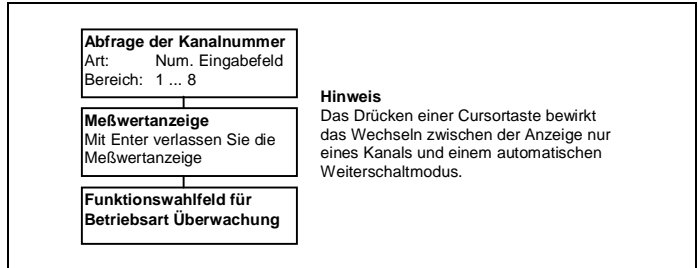 Abfrage der Kanalnummer
Art: Num. Eingabefeld
Bereich: 1 ... 8
Meßwertanzeige
Mit Enter verlassen Sie die
Meßwertanzeige
Funktionswahlfeld für
Betriebsart Überwachung
Hinweis
Das Drücken einer Cursortaste bewirkt
das Wechseln zwischen der Anzeige nur
eines Kanals und einem automatischen
Weiterschaltmodus.